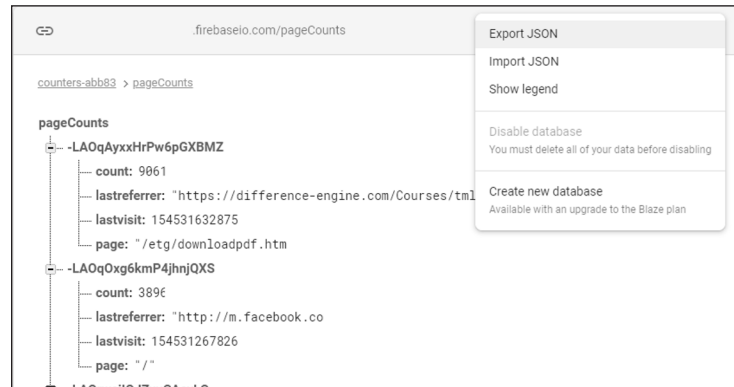 .firebaseio.com/pageCounts
Export JSON
Import JSON
Show legend
Disable database
You must delete all of your data before disabling
Create new database
Available with an upgrade to the Blaze plan
counters-abb83 > pageCounts
pageCounts
-LAOqAyxxHrPw6pGXBMZ
count: 9061
lastreferrer: "https://difference-engine.com/Courses/tml
lastvisit: 154531632875
page: "/etg/downloadpdf.htm
-LAOqOxg6kmP4jhnjQXS
count: 3896
lastreferrer: "http://m.facebook.co
lastvisit: 154531267826
page: "/"